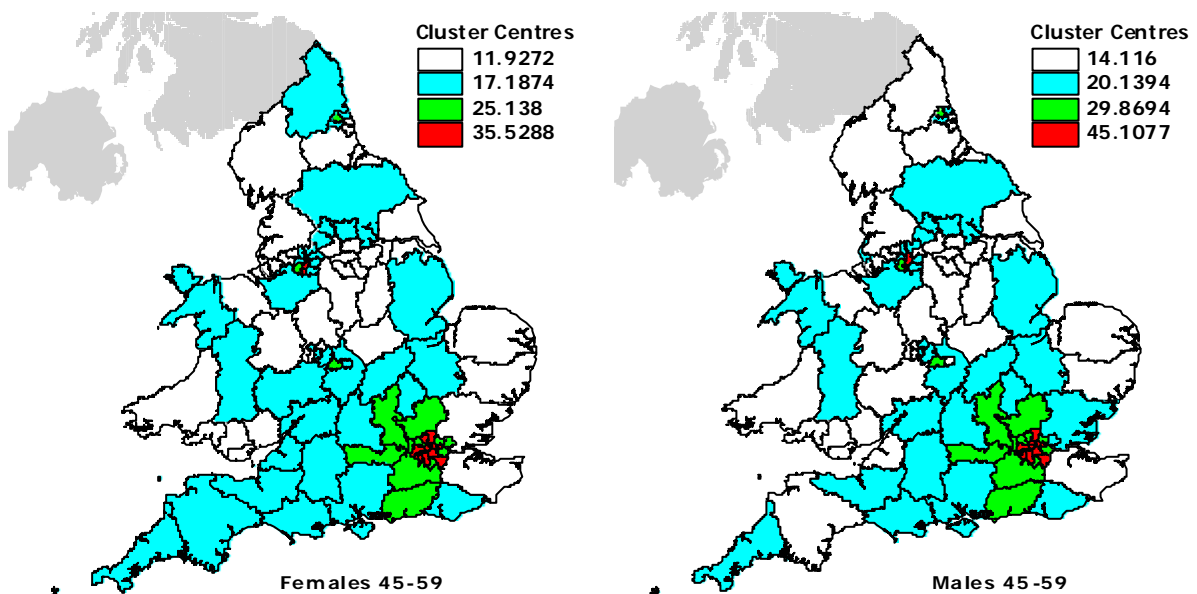 Cluster Centres
11.9272
17.1874
25.138
35.5288
Females 45-59
Cluster Centres
14.116
20.1394
29.8694
45.1077
Males 45-59